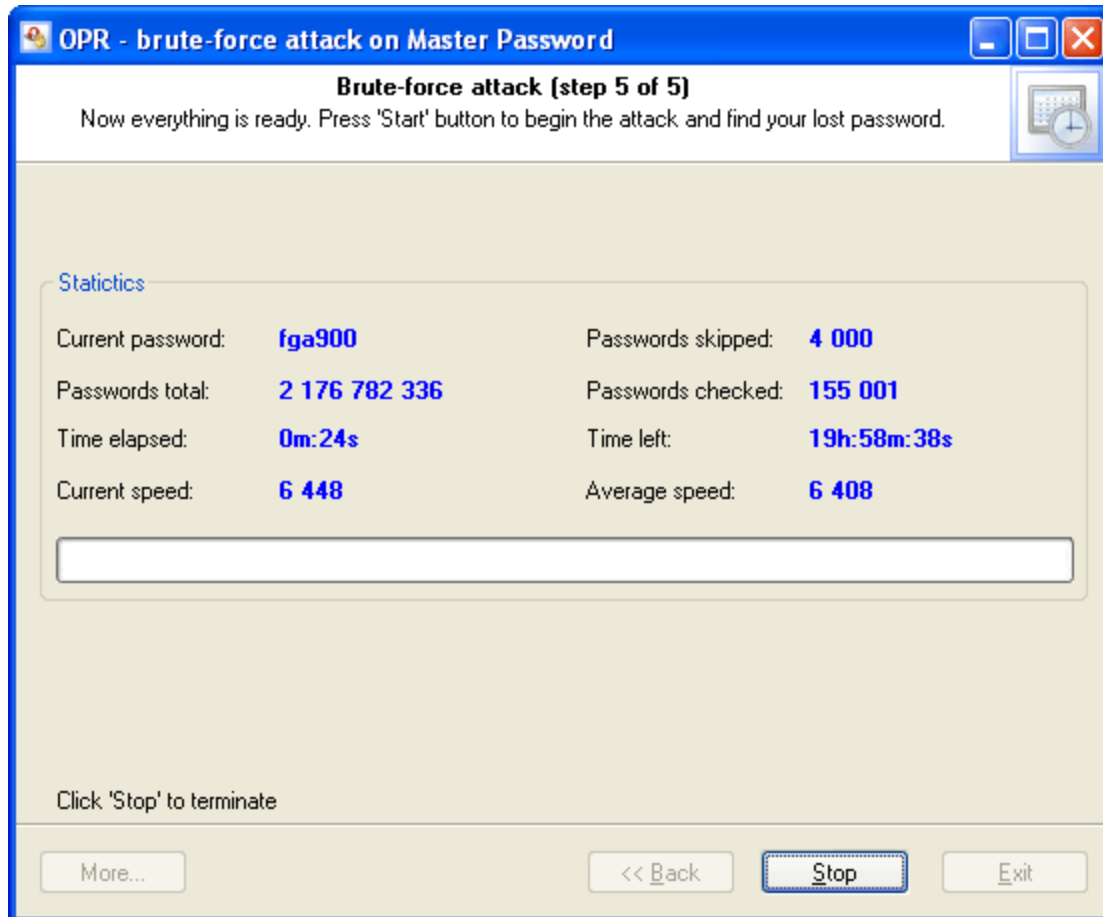 OPR - brute-force attack on Master Password
Brute-force attack (step 5 of 5)
Now everything is ready. Press 'Start' button to begin the attack and find your lost password.
Statictics
Current password: fga900 Passwords skipped: 4 000
Passwords total: 2 176 782 336 Passwords checked: 155 001
Time elapsed: 0m:24s Time left: 19h:58m:38s
Current speed: 6 448 Average speed: 6 408
Click 'Stop' to terminate
More... << Back Stop Exit